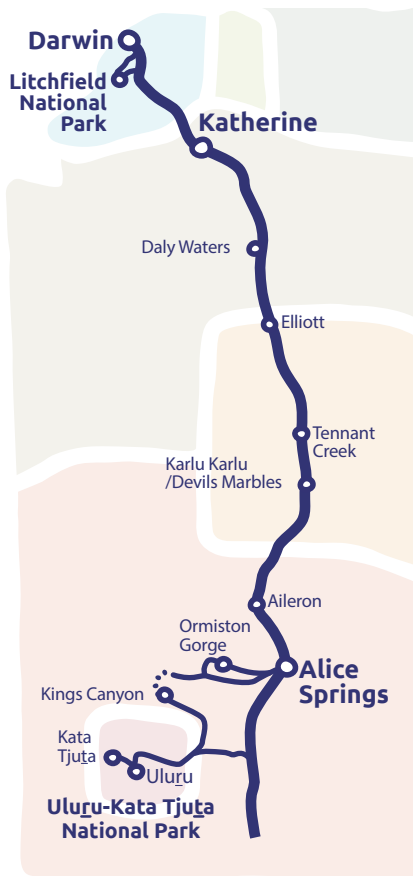 Darwin
Litchfield
National
Park
Katherine
Daly Waters
Elliott
Tennant
Creek
Karlu Karlu
/Devils Marbles
Aileron
Ormiston
Gorge
Alice
Springs
Kings Canyon
Kata
Tjuṯa
Uluṟu
Uluṟu-Kata Tjuṯa
National Park